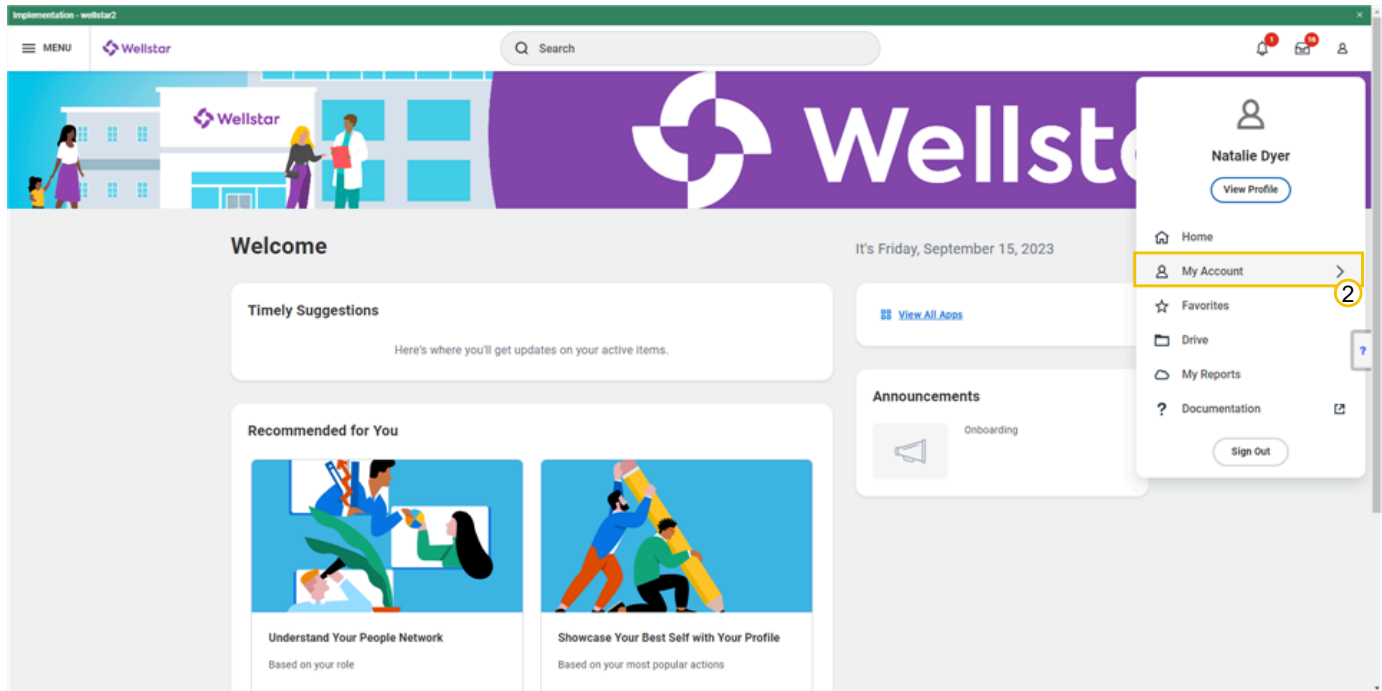 Implementation - wellstar2
MENU
Wellstar
Search
1
16
Wellstar
Natalie Dyer
View Profile
Home
My Account
2
Favorites
Drive
?
My Reports
? Documentation
Sign Out
Welcome
It's Friday, September 15, 2023
Timely Suggestions
Here's where you'll get updates on your active items.
View All Apps
Announcements
Onboarding
Recommended for You
Understand Your People Network
Based on your role
Showcase Your Best Self with Your Profile
Based on your most popular actions